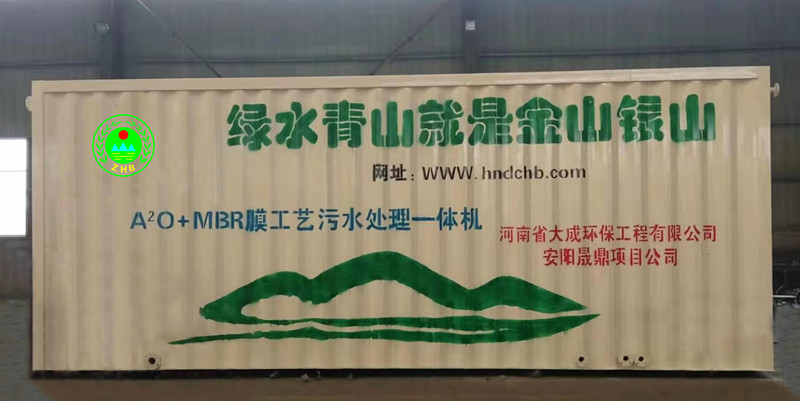 绿水青山就是金山银山
ZHB
网址：WWW.hndchb.com
A²O+MBR膜工艺污水处理一体机
河南省大成环保工程有限公司
安阳晟鼎项目公司